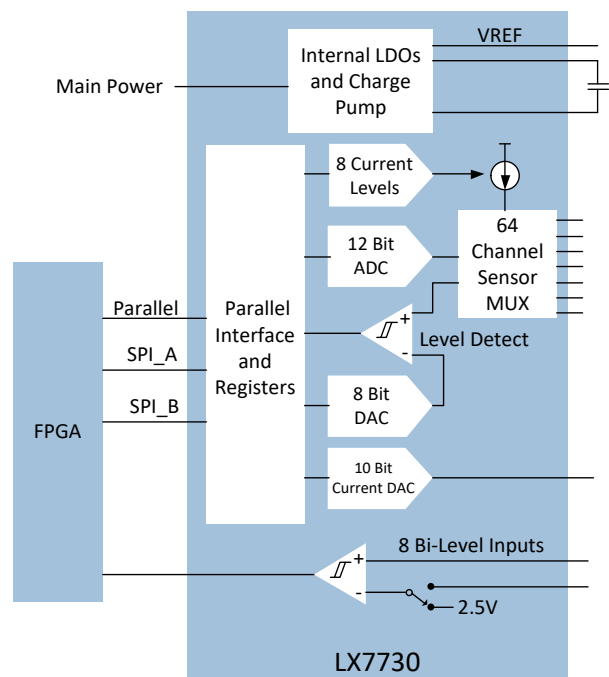 VREF
Internal LDOs
and Charge
Pump
Main Power
8 Current
Levels
64
Channel
Sensor
MUX
12 Bit
ADC
Parallel
Interface
and
Registers
+
-
Level Detect
Parallel
SPI_A
SPI_B
FPGA
8 Bit
DAC
10 Bit
Current DAC
8 Bi-Level Inputs
+
-
2.5V
LX7730